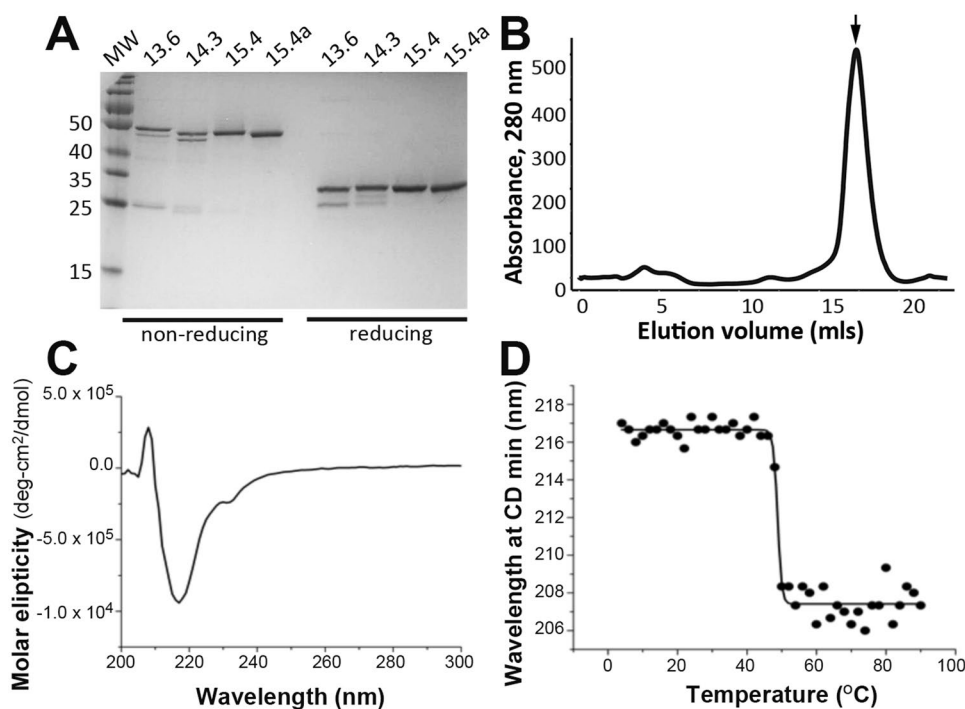 A
MW 13.6 14.3 15.4 15.4a 13.6 14.3 15.4 15.4a
50
40
35
25
15
non-reducing reducing
B
Absorbance, 280 nm
500
400
300
200
100
0
0 5 10 15 20
Elution volume (mls)
C
Molar elipticity (deg-cm²/dmol)
5.0 x 10⁵
0.0
-5.0 x 10⁵
-1.0 x 10⁴
200 220 240 260 280 300
Wavelength (nm)
D
Wavelength at CD min (nm)
218
216
214
212
210
208
206
0 20 40 60 80 100
Temperature (ºC)